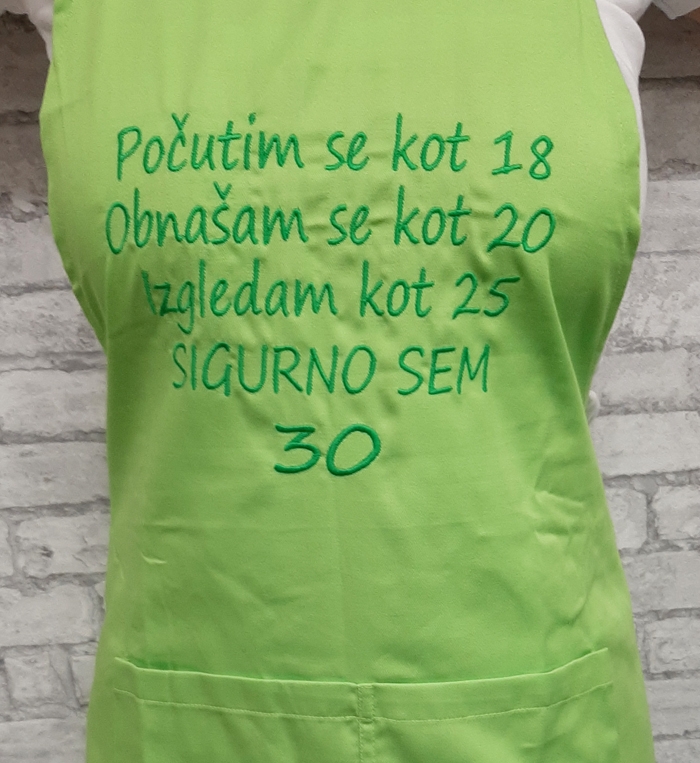 Počutim se kot 18
Obnašam se kot 20
Izgledam kot 25
SIGURNO SEM
30